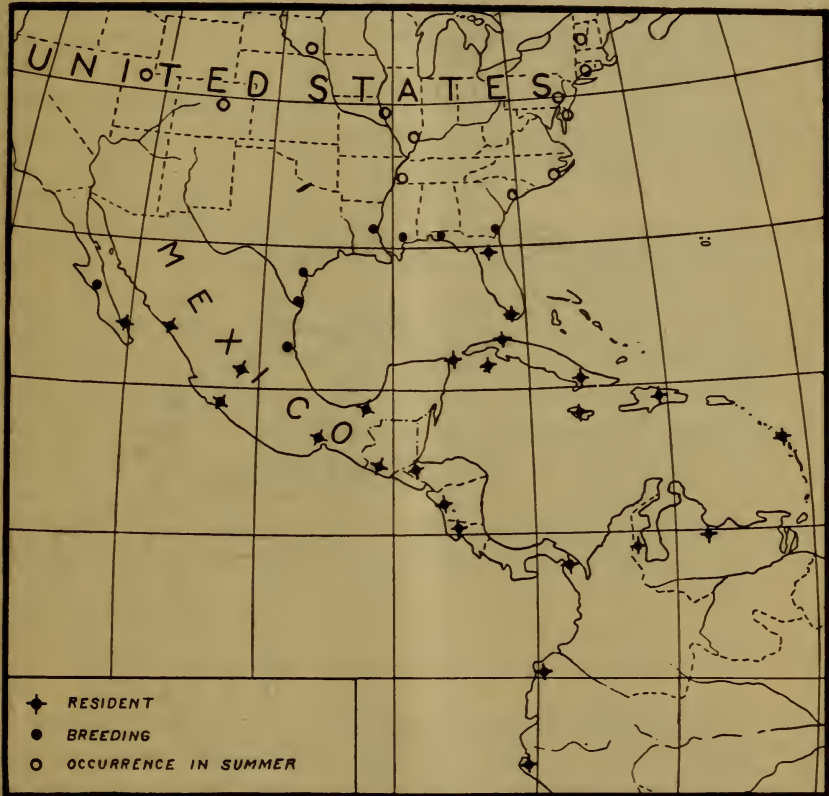 UNITED STATES
MEXICO
RESIDENT
BREEDING
OCCURRENCE IN SUMMER